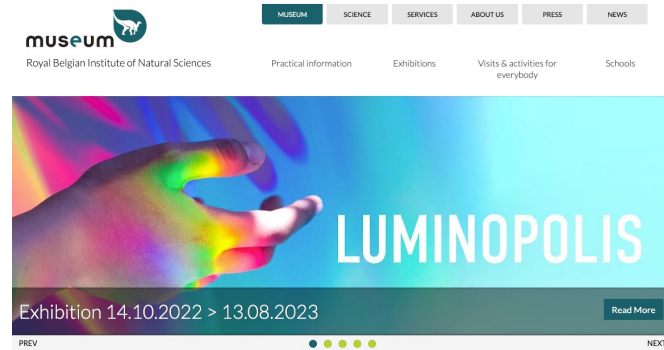 museum
Royal Belgian Institute of Natural Sciences
MUSEUM SCIENCE SERVICES ABOUT US PRESS NEWS
Practical information Exhibitions Visits & activities for everybody Schools
LUMINOPOLIS
Exhibition 14.10.2022 > 13.08.2023
Read More
PREV NEXT